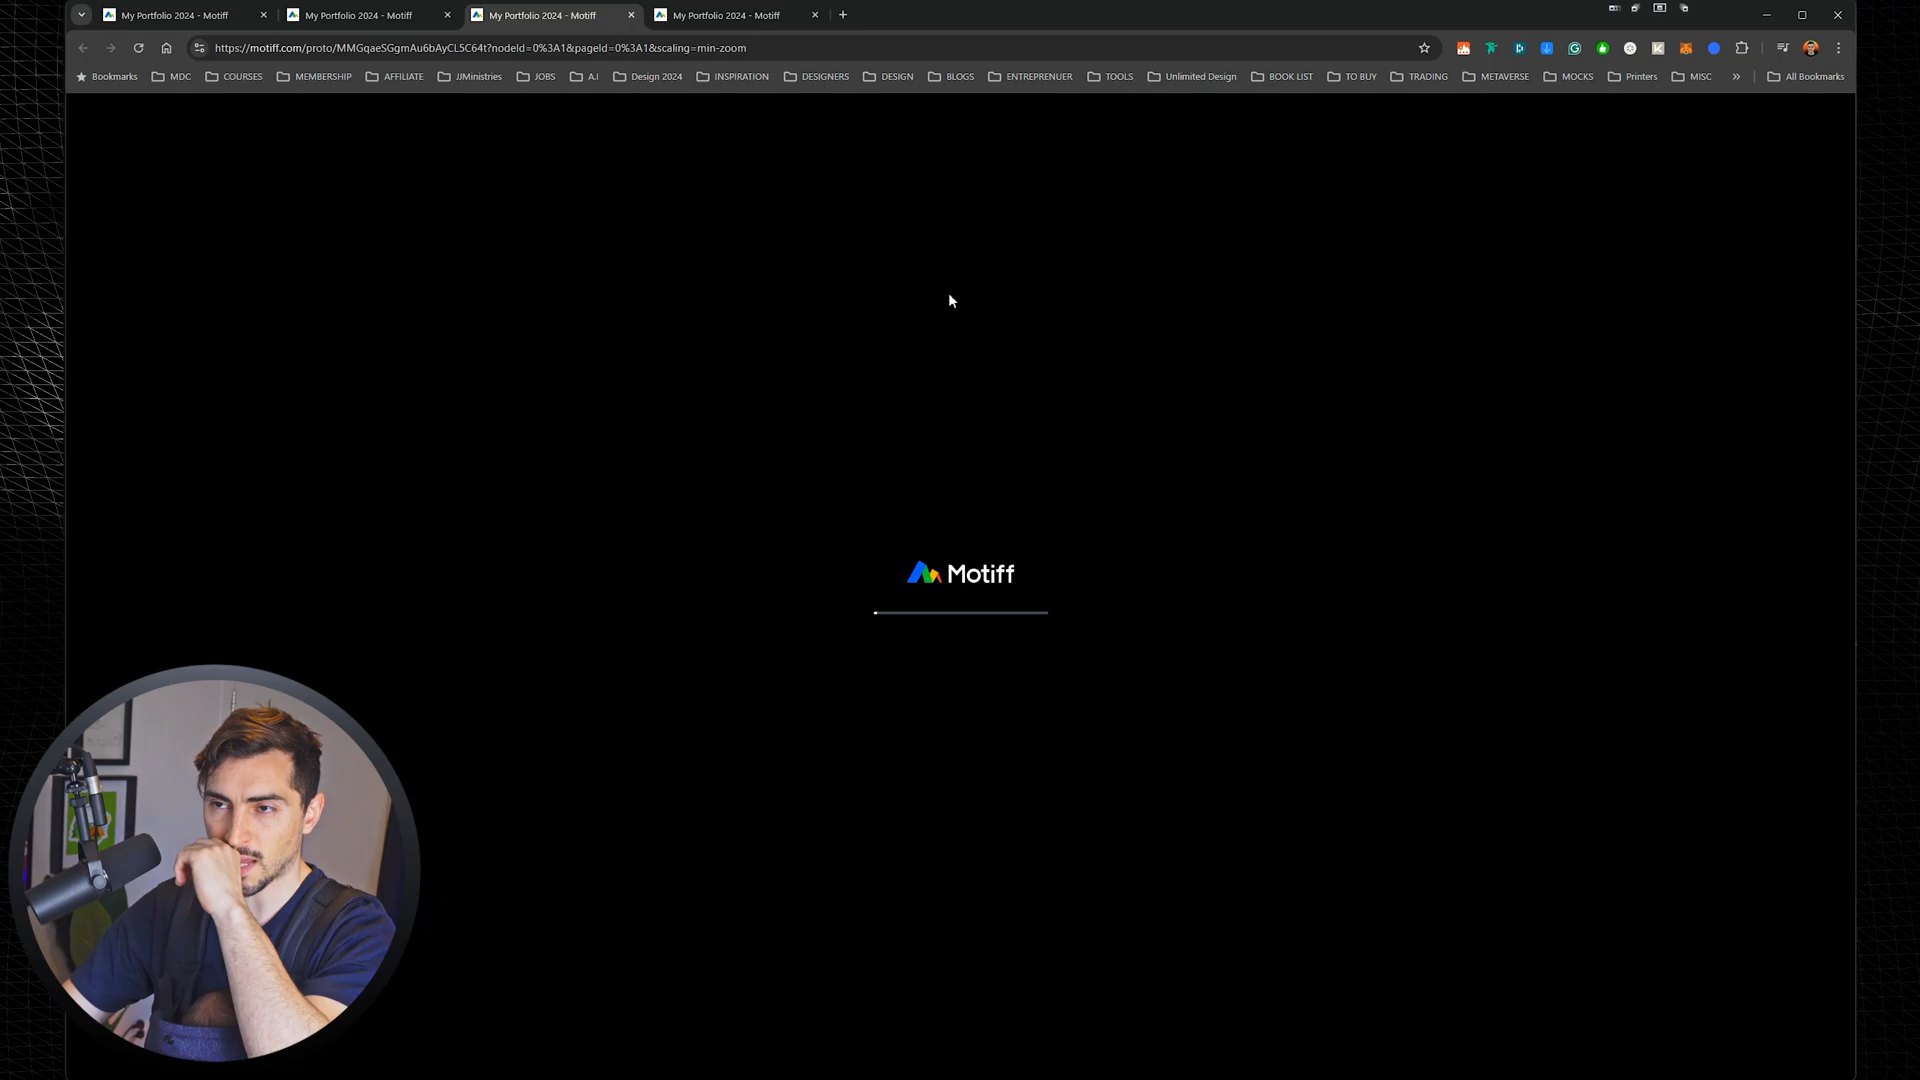 My Portfolio 2024 - Motiff
My Portfolio 2024 - Motiff
My Portfolio 2024 - Motiff
My Portfolio 2024 - Motiff
https://motiff.com/proto/MMGqaeSGgmAu6bAyCL5C64t?nodeId=0%3A1&pageId=0%3A1&scaling=min-zoom
Bookmarks MDC COURSES MEMBERSHIP AFFILIATE JJMinistries JOBS A.I Design 2024 INSPIRATION DESIGNERS DESIGN BLOGS ENTREPRENUER TOOLS Unlimited Design BOOK LIST TO BUY TRADING METAVERSE MOCKS Printers MISC » All Bookmarks
Motiff